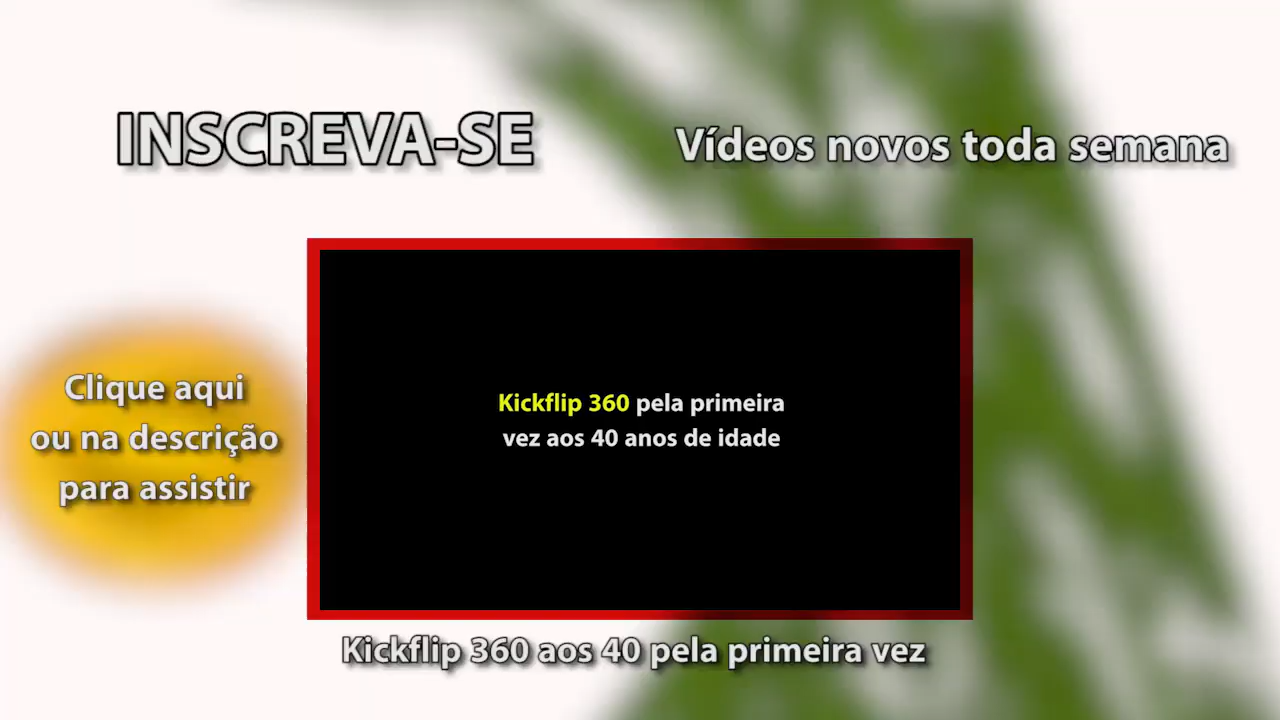 INSCREVA-SE
Vídeos novos toda semana
Clique aqui
ou na descrição
para assistir
Kickflip 360 pela primeira
vez aos 40 anos de idade
Kickflip 360 aos 40 pela primeira vez